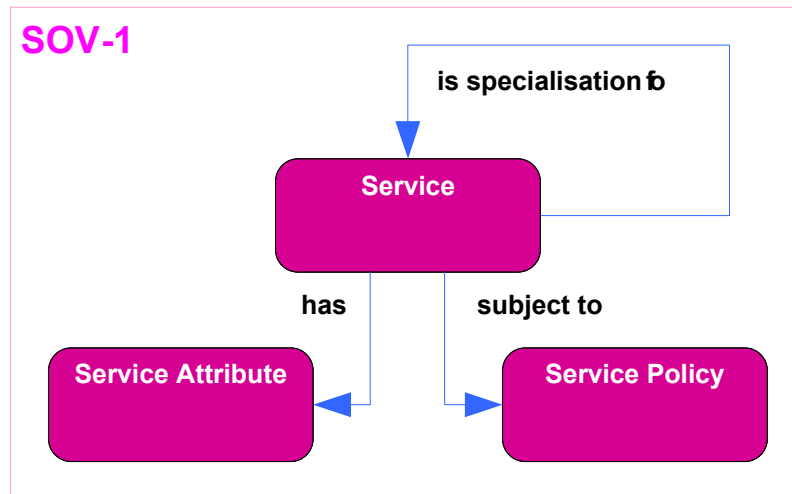 SOV-1
is specialisation fo
Service
has
subject to
Service Attribute
Service Policy